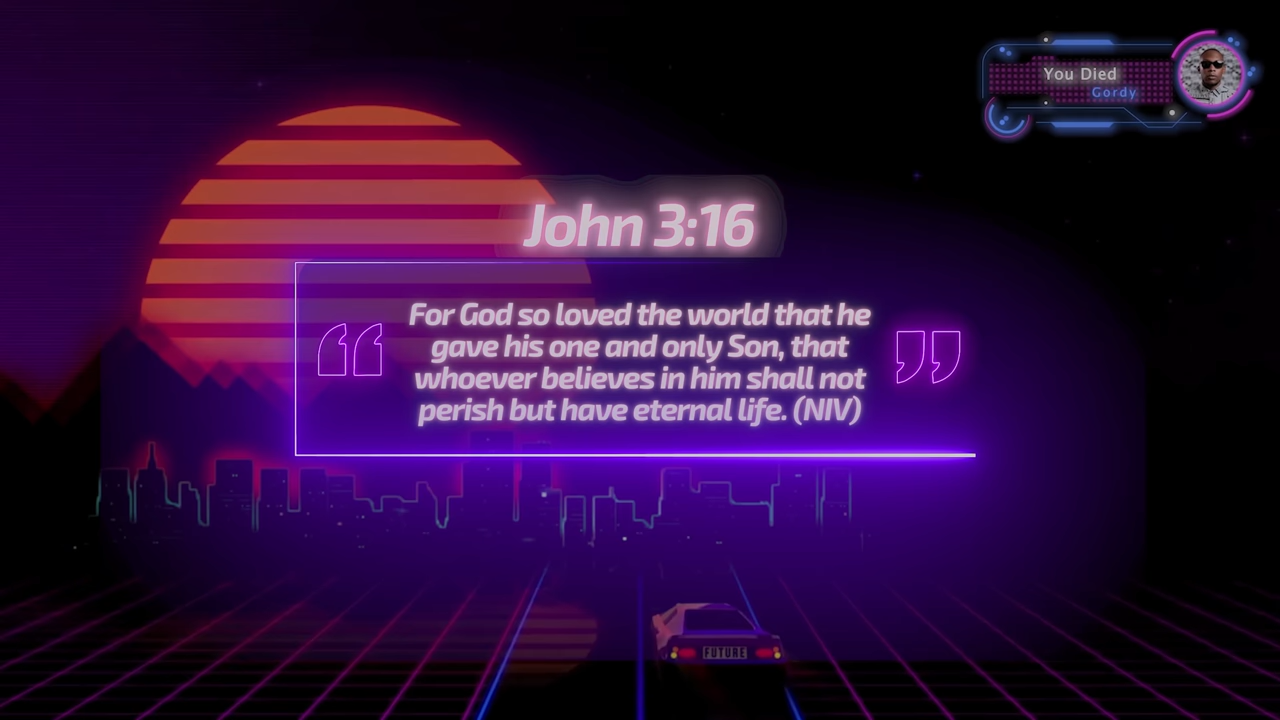 You Died
Gordy
John 3:16
For God so loved the world that he
gave his one and only Son, that
whoever believes in him shall not
perish but have eternal life. (NIV)
FUTURE